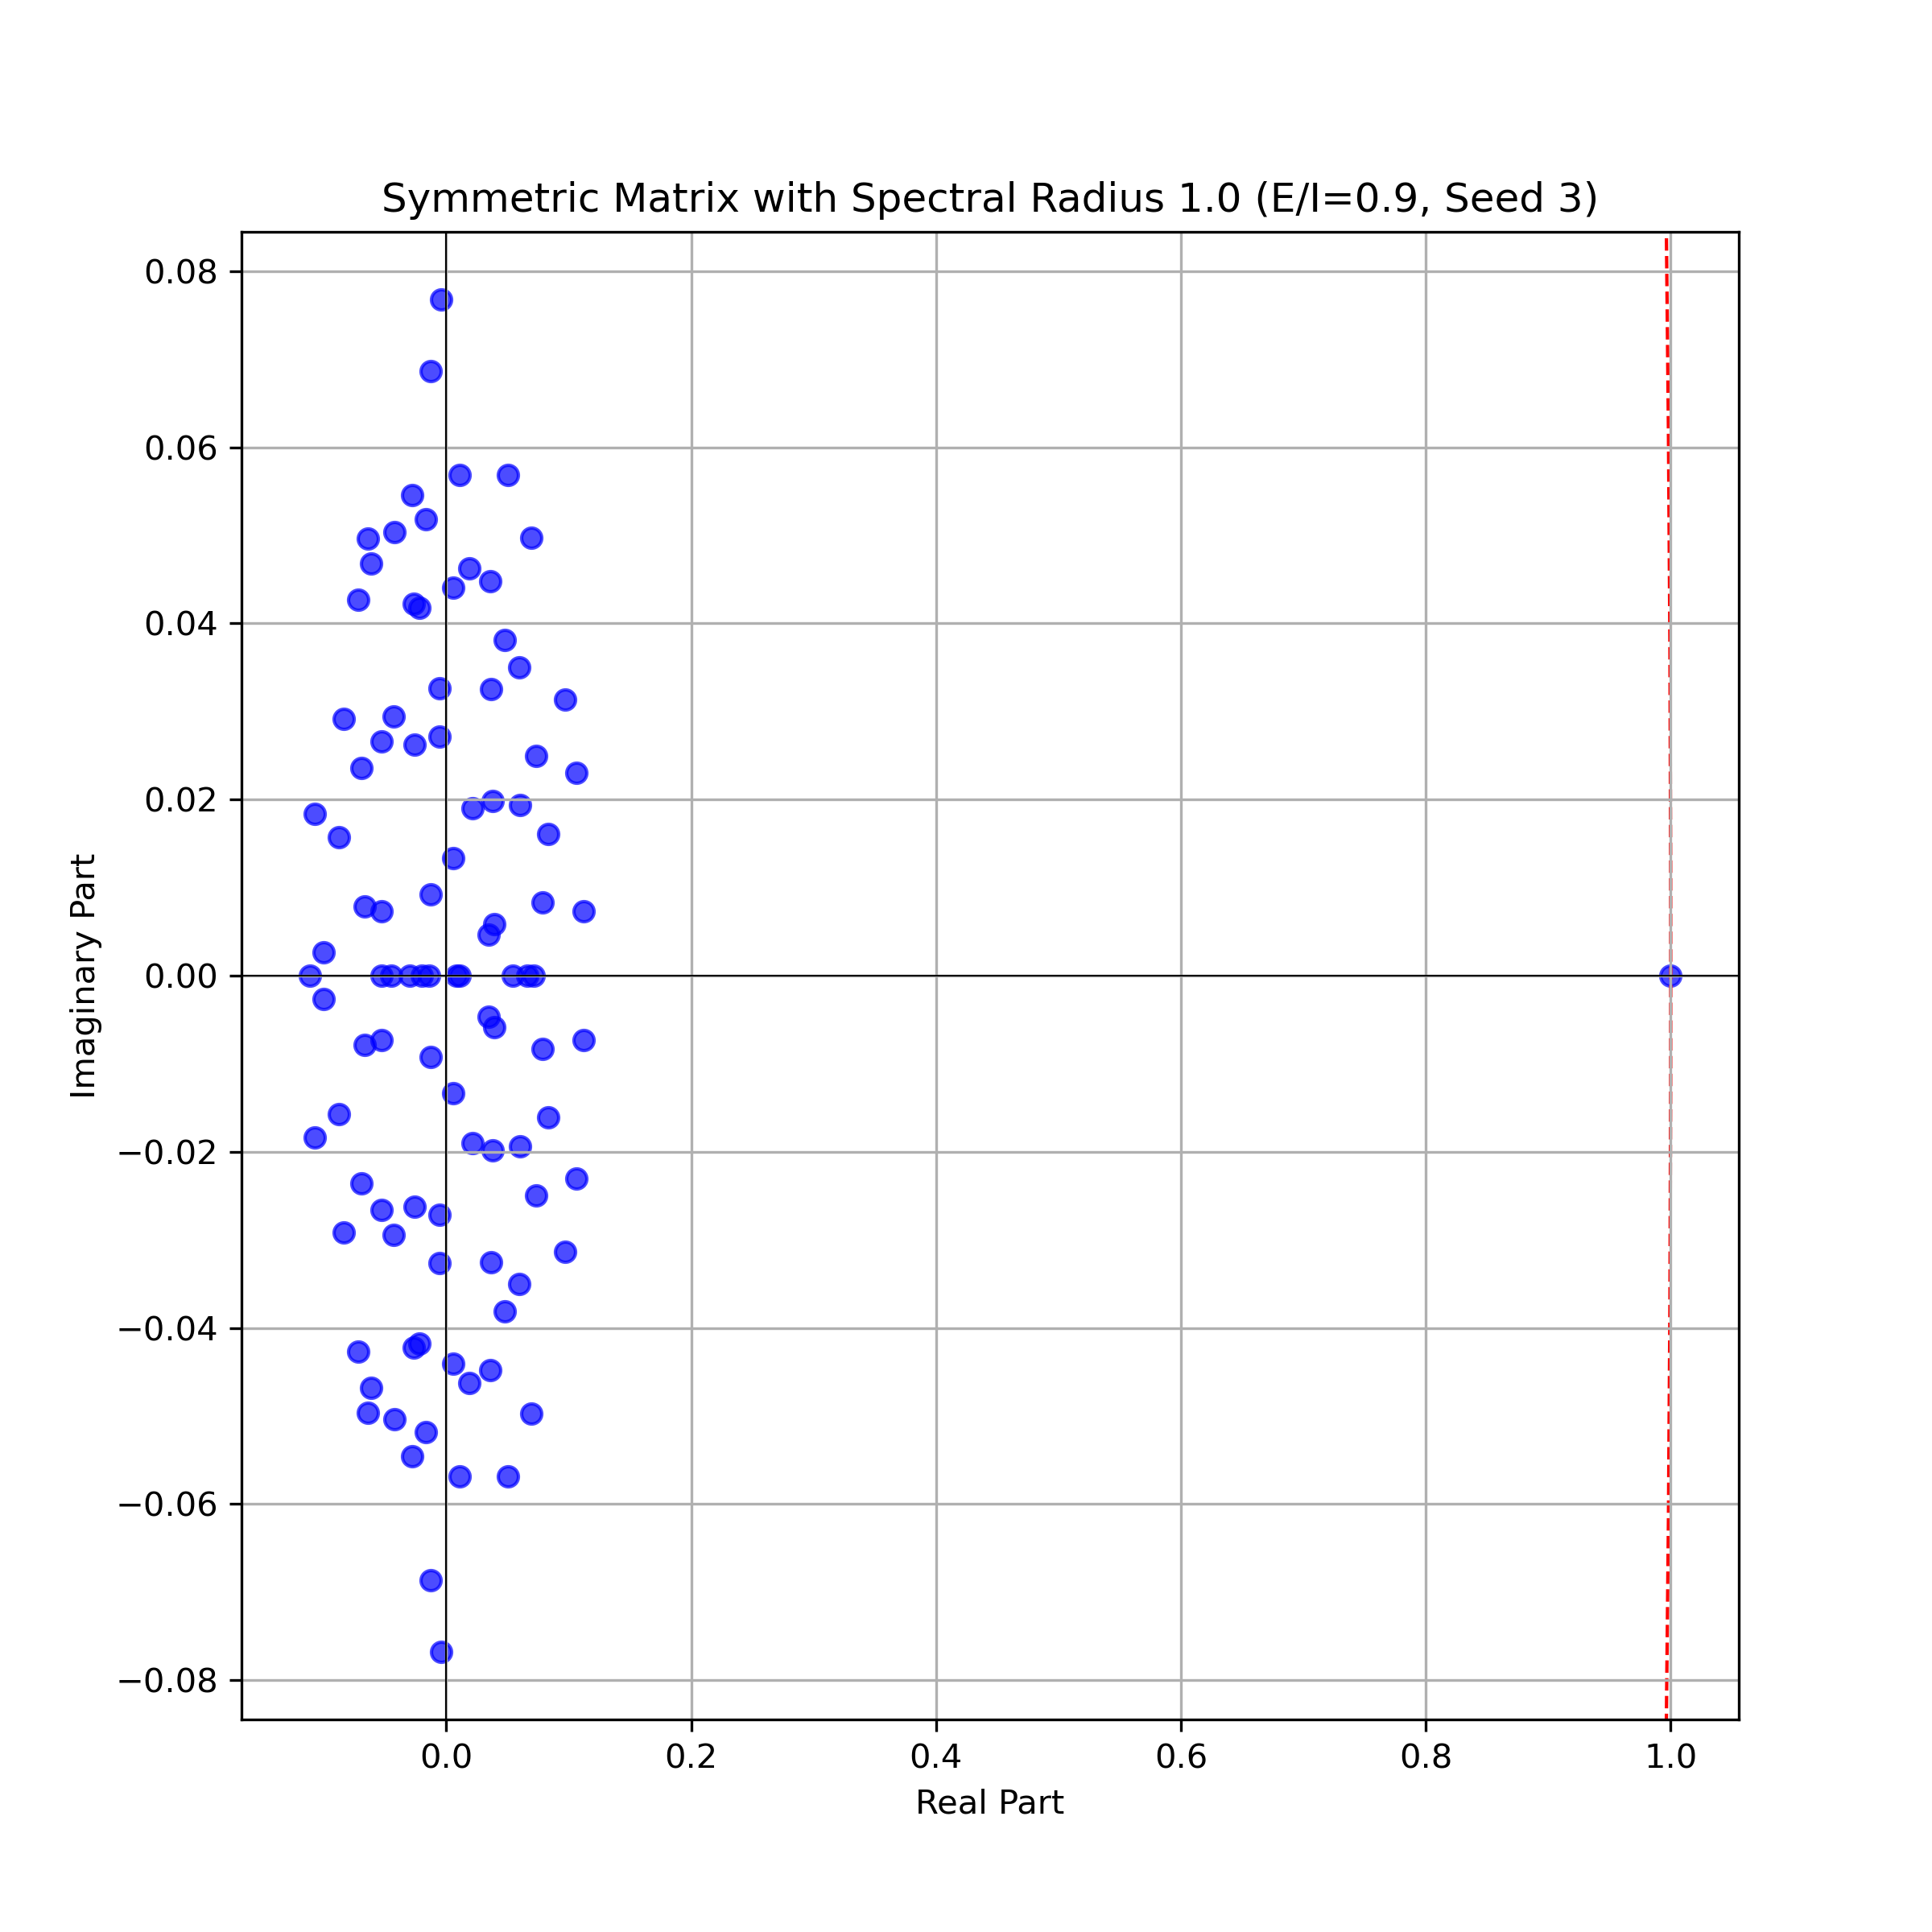 Symmetric Matrix with Spectral Radius 1.0 (E/I=0.9, Seed 3)
0.08
0.06
0.04
0.02
0.00
−0.02
−0.04
−0.06
−0.08
Imaginary Part
0.0 0.2 0.4 0.6 0.8 1.0
Real Part